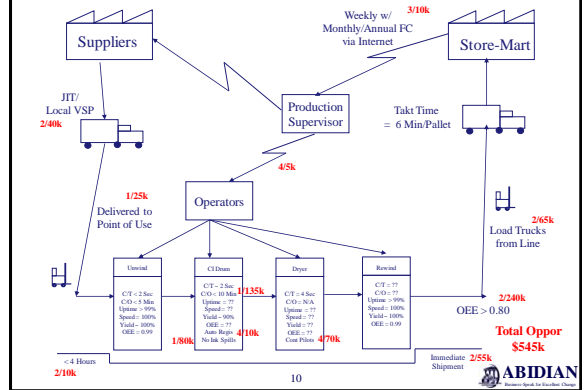 Suppliers
Weekly w/
Monthly/Annual FC
via Internet
3/10k
Store-Mart
JIT/
Local VSP
2/40k
Production
Supervisor
Takt Time
= 6 Min/Pallet
4/5k
1/25k
Delivered to
Point of Use
Operators
2/65k
Load Trucks
from Line
Unwind
C/T < 2 Sec
C/O < 5 Min
Uptime > 99%
Speed = 100%
Yield ~ 100%
OEE = 0.99
CI Drum
C/T ~ 2 Sec
C/O < 10 Min
Uptime = ??
Speed = ??
Yield ~ 90%
OEE = ??
Auto Regis
No Ink Spills
1/135k
4/10k
1/80k
Dryer
C/T = 4 Sec
C/O = N/A
Uptime = ??
Speed = ??
Yield = ??
OEE = ??
Cont Pilots
4/70k
Rewind
C/T = ??
C/O = ??
Uptime > 99%
Speed = 100%
Yield ~ 100%
OEE = 0.99
2/240k
OEE > 0.80
Total Oppor
$545k
< 4 Hours
2/10k
Immediate
Shipment
2/55k
10
ABIDIAN
Business-Speak for Excellent Change